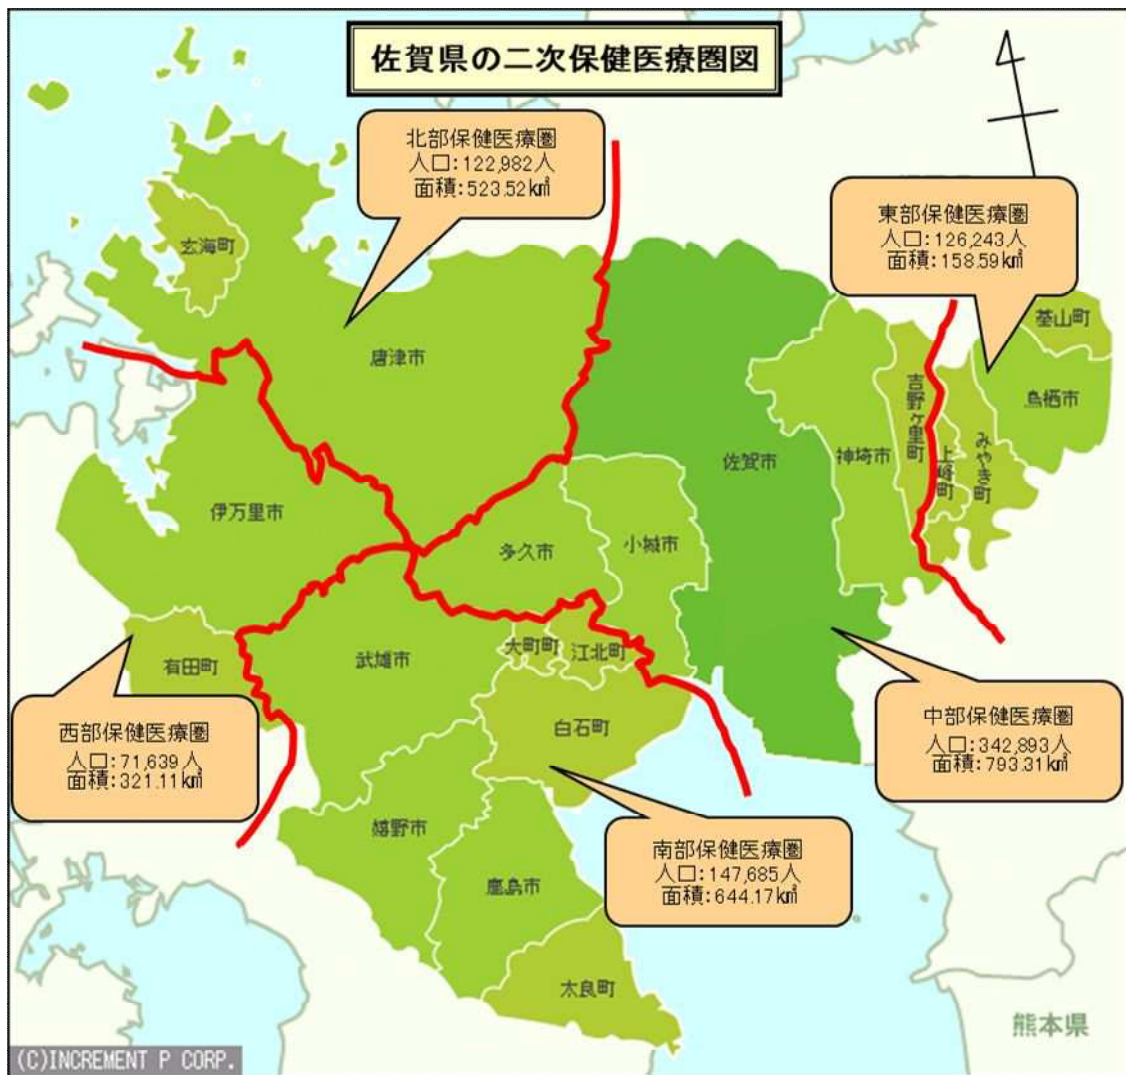 佐賀県の二次保健医療圏図
北部保健医療圏
人口:122,982人
面積:523.52k㎡
東部保健医療圏
人口:126,243人
面積:158.59k㎡
玄海町
唐津市
基山町
鳥栖市
吉野ヶ里町
みやき町
上峰町
神埼市
佐賀市
伊万里市
多久市
小城市
大町町
江北町
有田町
武雄市
白石町
西部保健医療圏
人口:71,639人
面積:321.11k㎡
中部保健医療圏
人口:342,893人
面積:793.31k㎡
嬉野市
南部保健医療圏
人口:147,685人
面積:644.17k㎡
鹿島市
太良町
熊本県
(C)INCREMENT P CORP.